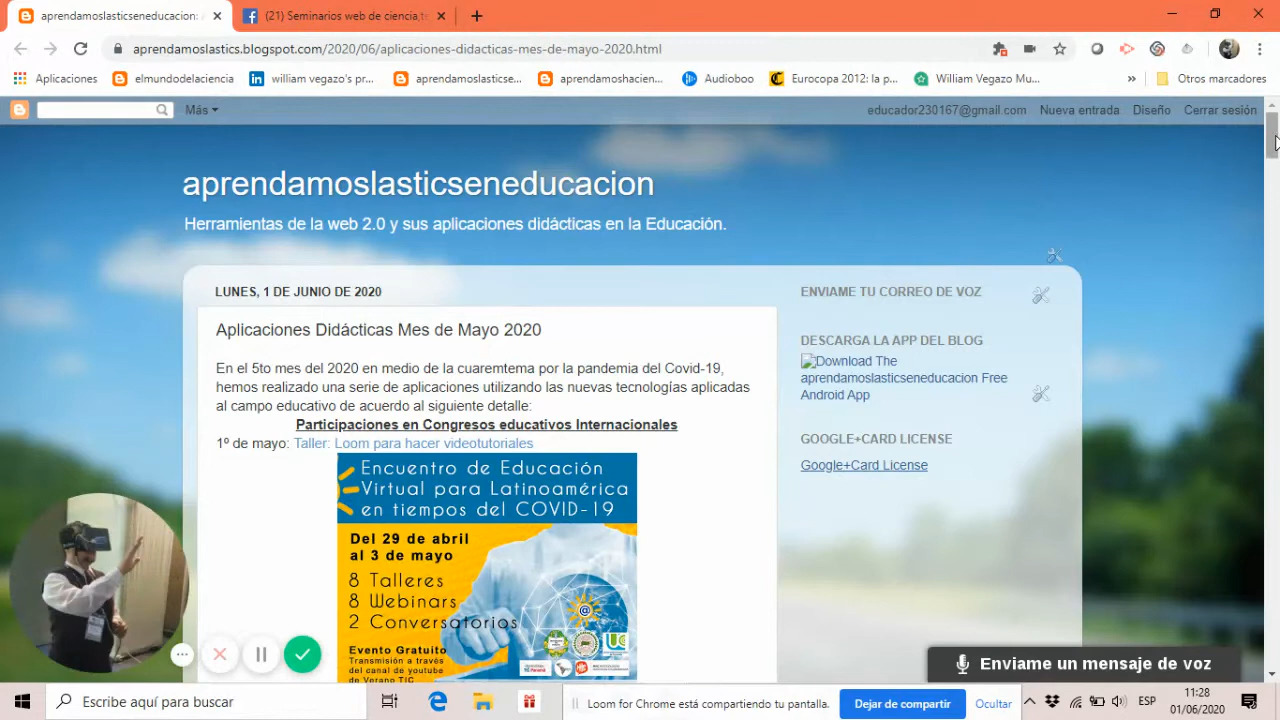 aprendamoslasticseneducacion:
(21) Seminarios web de ciencia,te
aprendamoslastics.blogspot.com/2020/06/aplicaciones-didacticas-mes-de-mayo-2020.html
Aplicaciones
elmundodelaciencia
william vegazo's pr...
aprendamoslasticse...
aprendamoshacien...
Audioboo
Eurocopa 2012: la p...
William Vegazo Mu...
»
Otros marcadores
Más
educador230167@gmail.com
Nueva entrada
Diseño
Cerrar sesión
aprendamoslasticseneducacion
Herramientas de la web 2.0 y sus aplicaciones didácticas en la Educación.
LUNES, 1 DE JUNIO DE 2020
Aplicaciones Didácticas Mes de Mayo 2020
En el 5to mes del 2020 en medio de la cuaremtema por la pandemia del Covid-19,
hemos realizado una serie de aplicaciones utilizando las nuevas tecnologías aplicadas
al campo educativo de acuerdo al siguiente detalle:
Participaciones en Congresos educativos Internacionales
1º de mayo: Taller: Loom para hacer videotutoriales
Encuentro de Educación
Virtual para Latinoamérica
en tiempos del COVID-19
Del 29 de abril
al 3 de mayo
8 Talleres
8 Webinars
2 Conversatorios
Evento Gratuito
Transmisión a través
del canal de youtube
de Verano TIC
ENVIAME TU CORREO DE VOZ
DESCARGA LA APP DEL BLOG
Download The
aprendamoslasticseneducacion Free
Android App
GOOGLE+CARD LICENSE
Google+Card License
Enviame un mensaje de voz
Escribe aquí para buscar
Loom for Chrome está compartiendo tu pantalla.
Dejar de compartir
Ocultar
ESP
11:28
01/06/2020